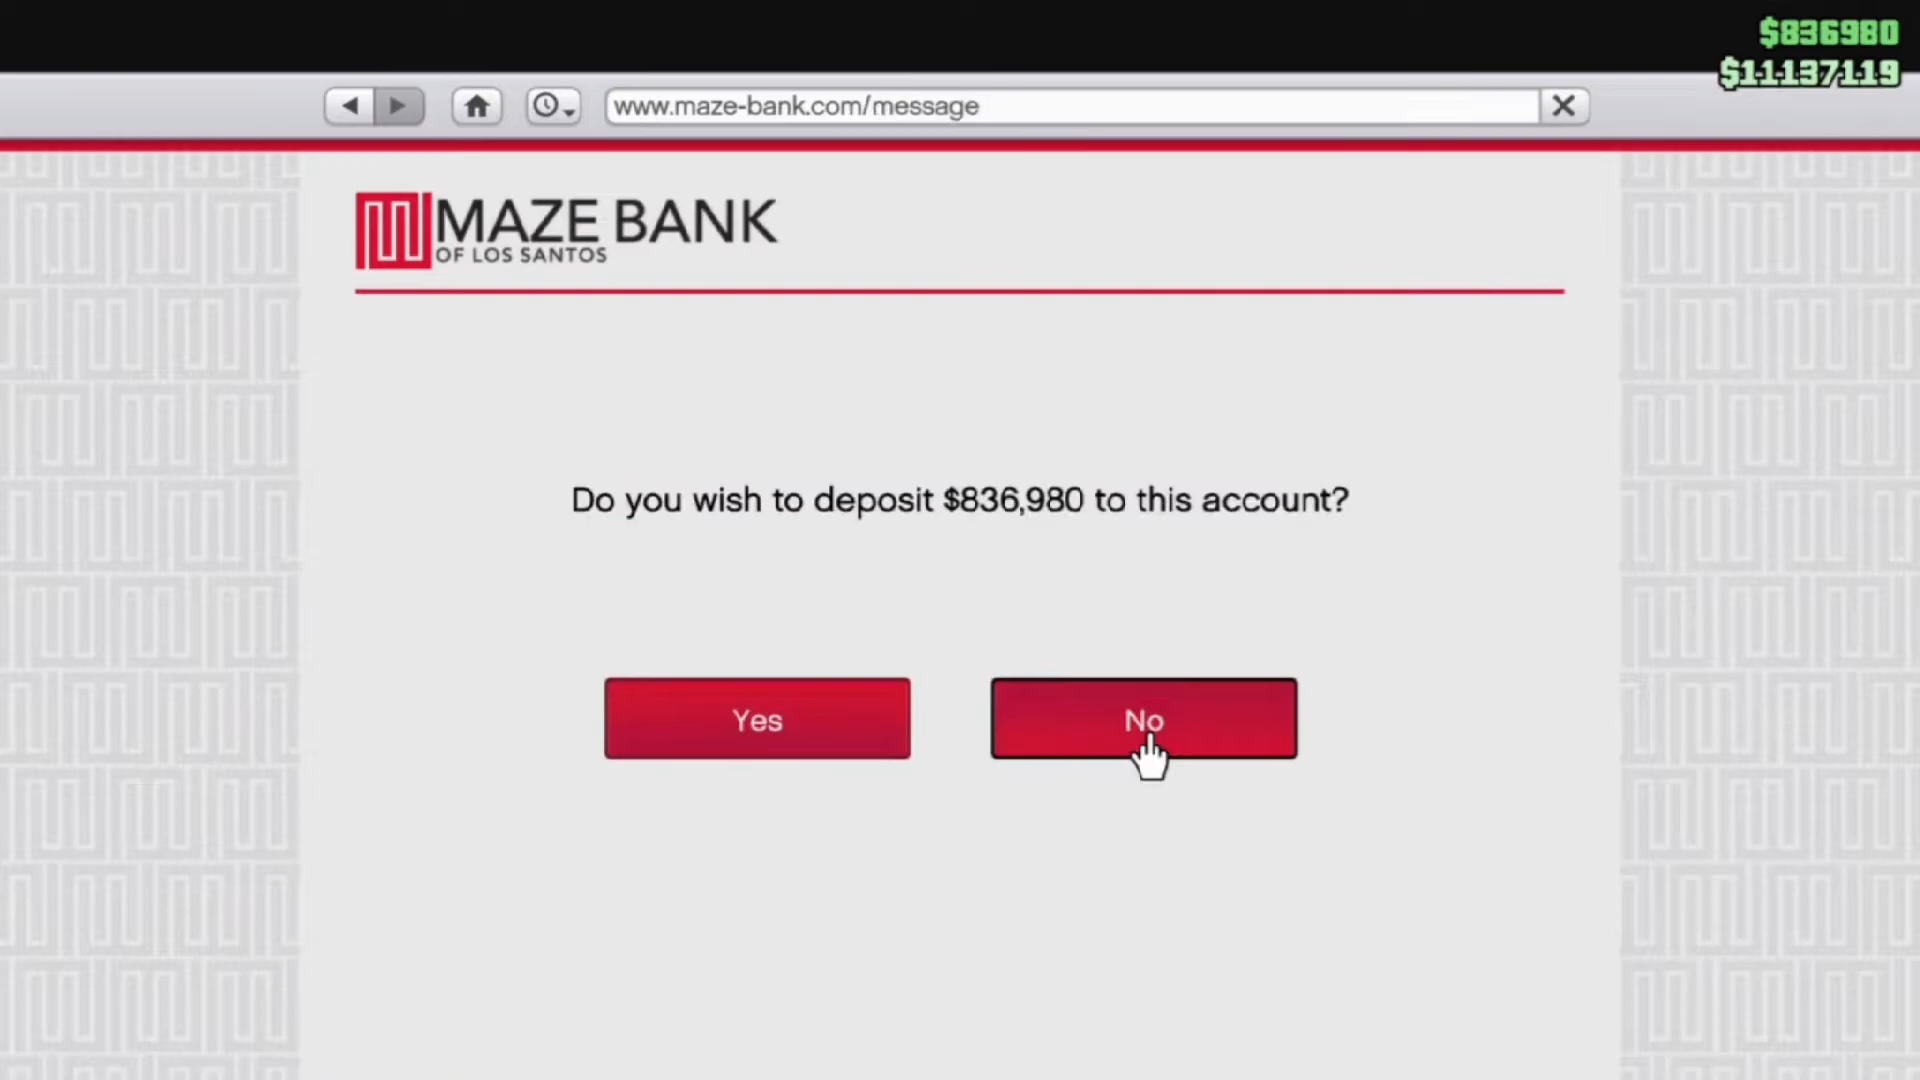 $836980
$11137119
www.maze-bank.com/message
MAZE BANK
OF LOS SANTOS
Do you wish to deposit $836,980 to this account?
Yes
No